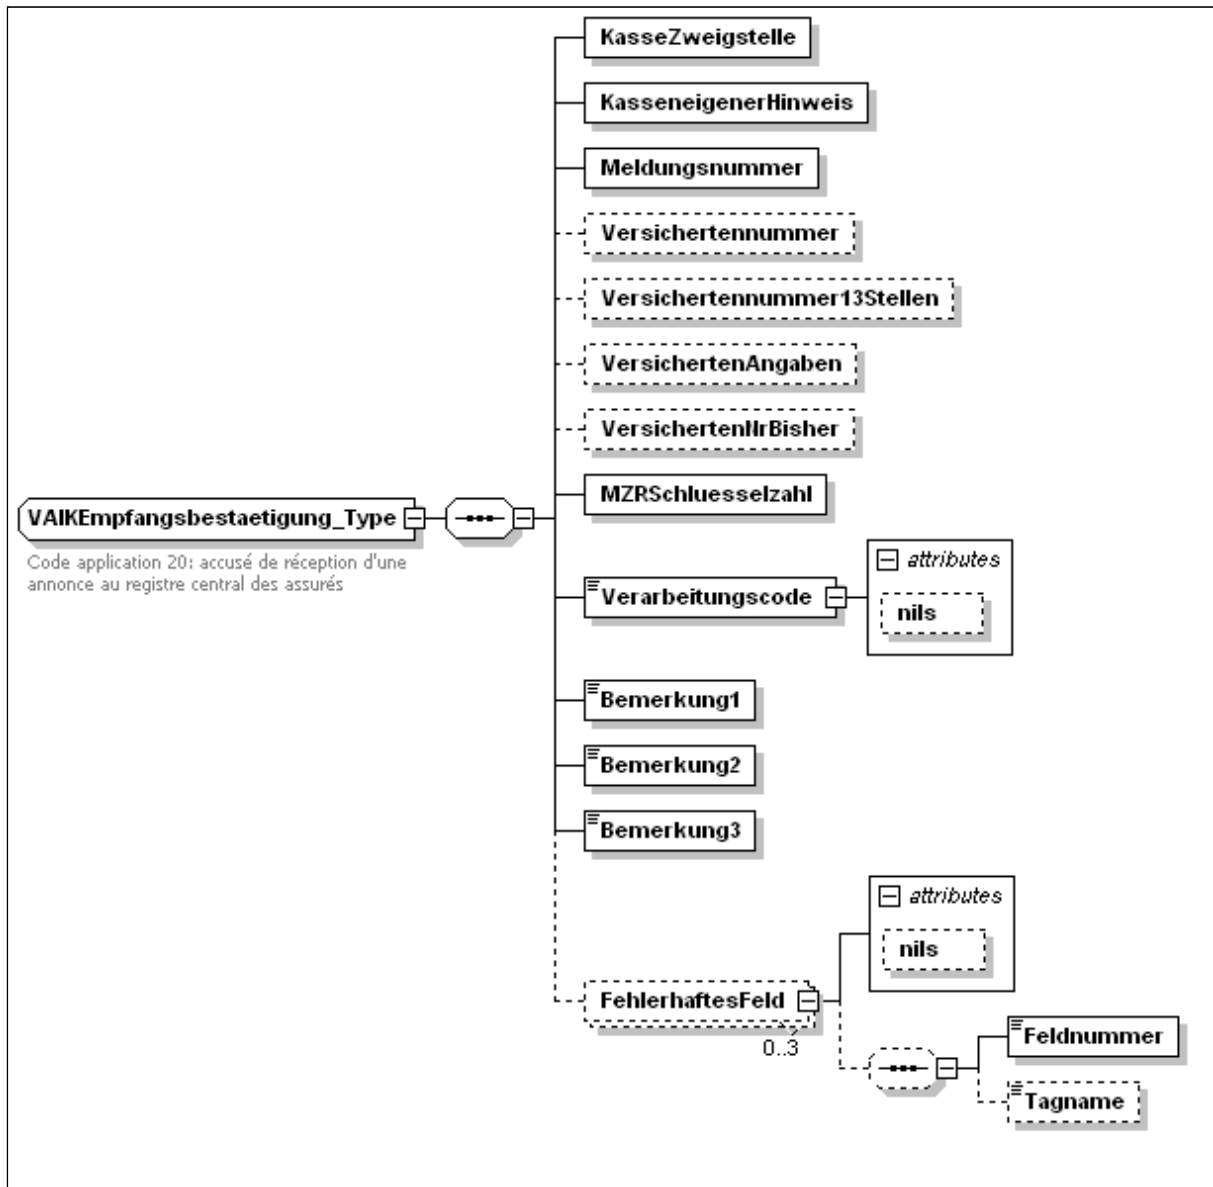 KasseZweigstelle
KasseneigenerHinweis
Meldungsnummer
Versichertennummer
Versichertennummer13Stellen
VersichertenAngaben
VersichertenNrBisher
MZRSchluesselzahl
VAIKEmpfangsbestaetigung_Type
Code application 20: accusé de réception d'une
annonce au registre central des assurés
attributes
Verarbeitungscode
nils
Bemerkung1
Bemerkung2
Bemerkung3
attributes
nils
FehlerhaftesFeld
0..3
Feldnummer
Tagname